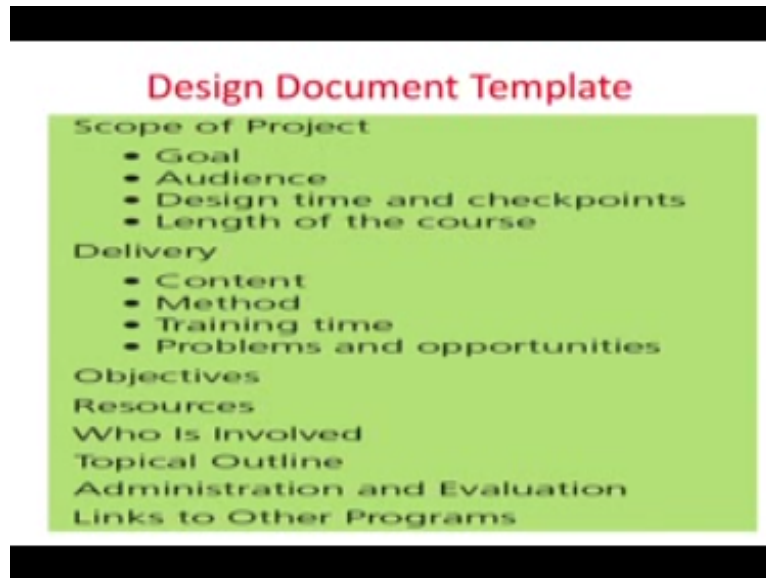 Design Document Template
Scope of Project
• Goal
• Audience
• Design time and checkpoints
• Length of the course
Delivery
• Content
• Method
• Training time
• Problems and opportunities
Objectives
Resources
Who Is Involved
Topical Outline
Administration and Evaluation
Links to Other Programs